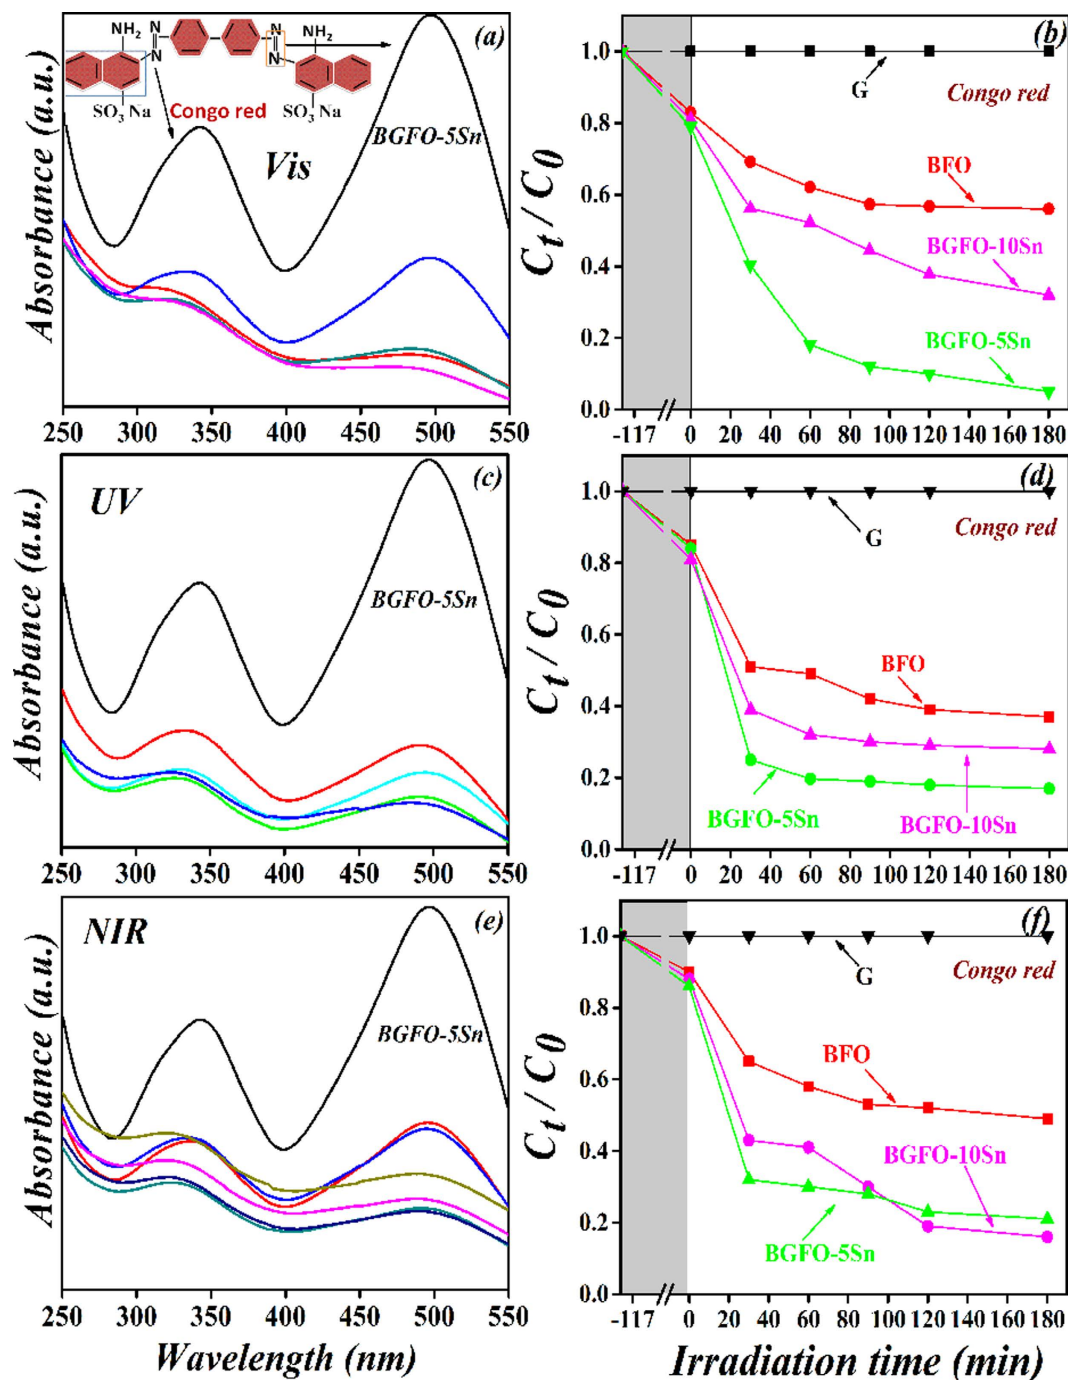 (a)
NH2
N
N
N
N
NH2
SO3 Na
Congo red
SO3 Na
BGFO-5Sn
Vis
Absorbance (a.u.)
250 300 350 400 450 500 550
(b)
1.0
G
Congo red
0.8
BFO
0.6
BGFO-10Sn
0.4
BGFO-5Sn
0.2
0.0
Ct / C0
-117 0 20 40 60 80 100 120 140 160 180
UV
(c)
BGFO-5Sn
Absorbance (a.u.)
250 300 350 400 450 500 550
(d)
1.0
G
Congo red
0.8
0.6
BFO
0.4
0.2
BGFO-5Sn
BGFO-10Sn
0.0
Ct / C0
-117 0 20 40 60 80 100 120 140 160 180
NIR
(e)
BGFO-5Sn
Absorbance (a.u.)
250 300 350 400 450 500 550
Wavelength (nm)
(f)
1.0
G
Congo red
0.8
BFO
0.6
0.4
BGFO-10Sn
0.2
BGFO-5Sn
0.0
Ct / C0
-117 0 20 40 60 80 100 120 140 160 180
Irradiation time (min)